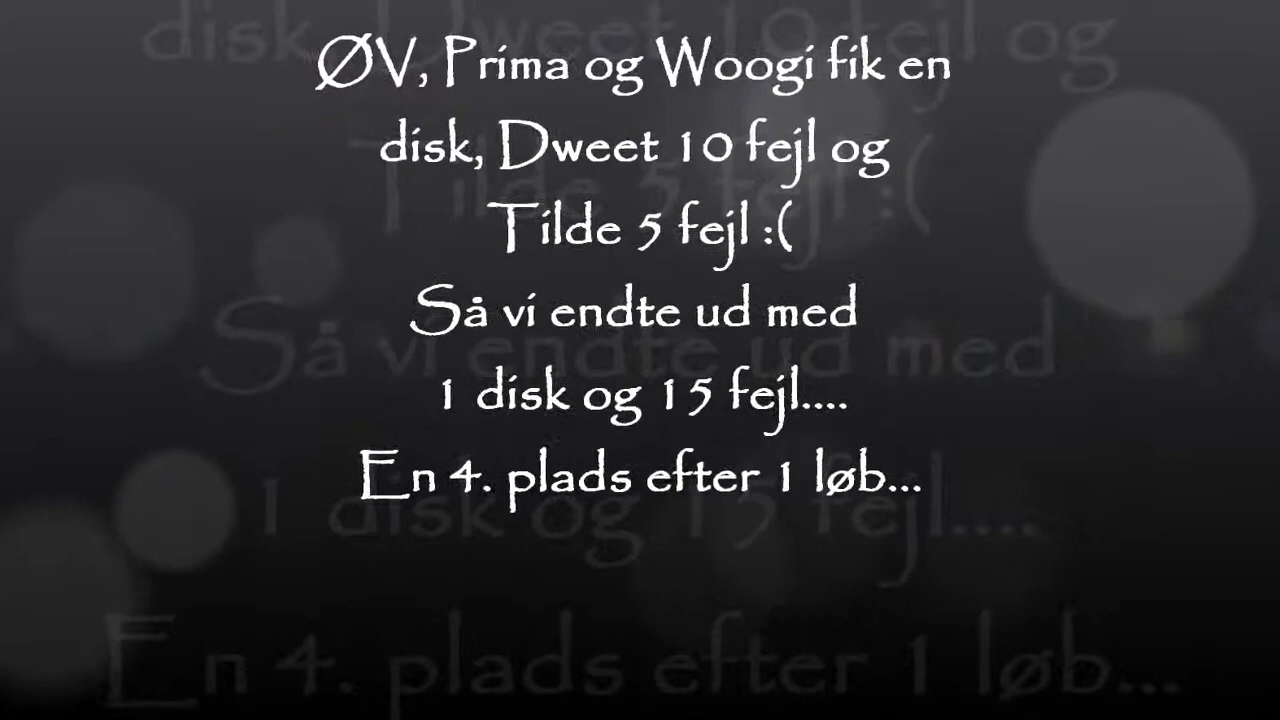 ØV, Prima og Woogi fik en
disk, Dweet 10 fejl og
Tilde 5 fejl :(
Så vi endte ud med
1 disk og 15 fejl....
En 4. plads efter 1 løb...